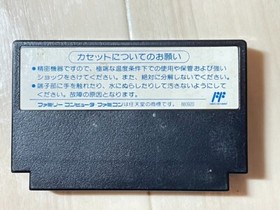 カセットについてのお願い
●精密機器ですので、極端な温度条件下での使用や保管および強い
ショックをさけてください。また、絶対に分解しないでください。
●端子部に手を触れたり、水にぬらしたりして汚さないようにして
ください。故障の原因となります。
ファミリーコンピュータ ファミコンは任天堂の商標です。